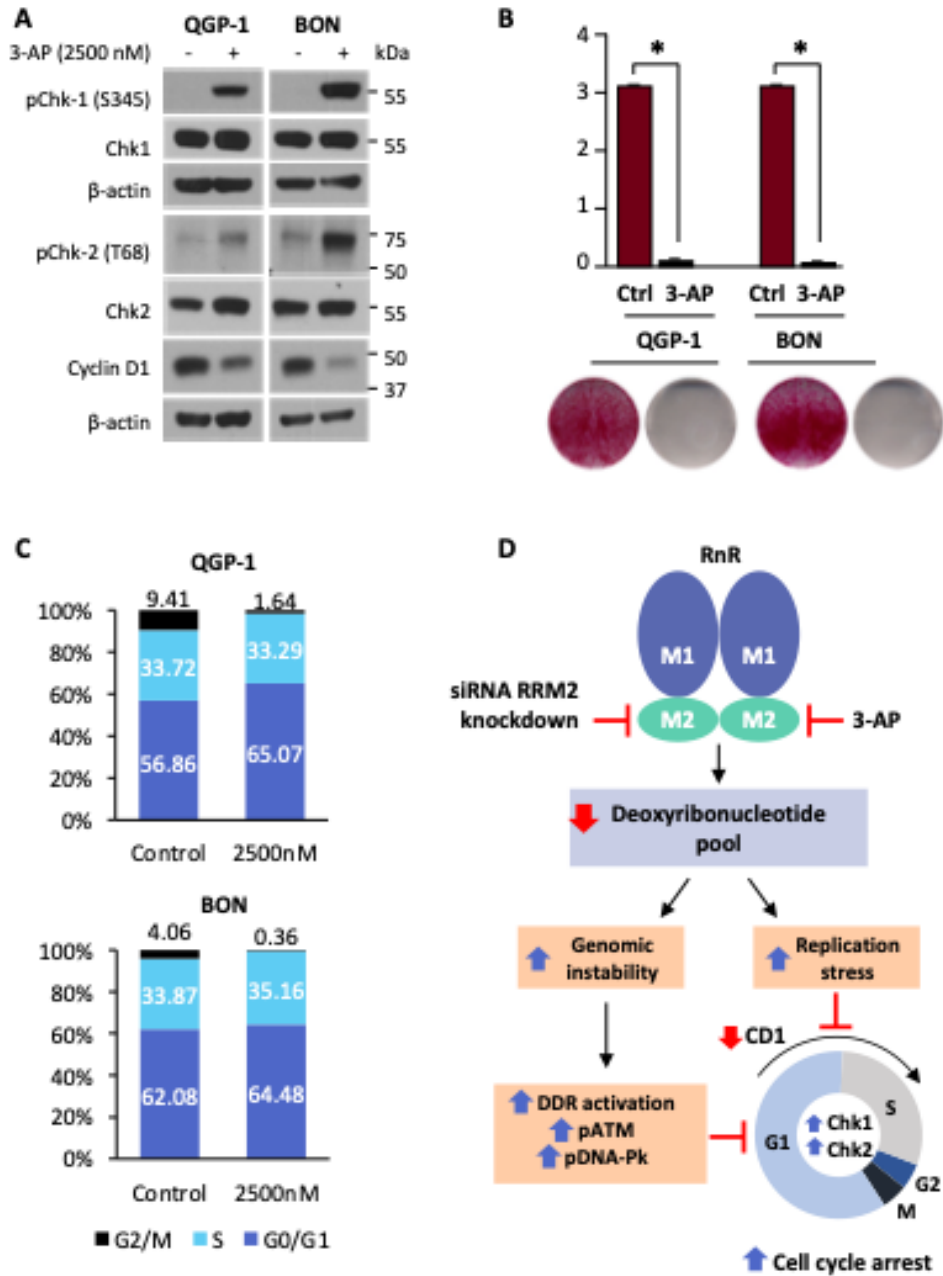 A
QGP-1 BON
3-AP (2500 nM) - + - + kDa
pChk-1 (S345) 55
Chk1 55
β-actin
pChk-2 (T68) 75
50
Chk2 55
Cyclin D1 50
37
β-actin
B
4
3
2
1
0
* *
Ctrl 3-AP Ctrl 3-AP
QGP-1 BON
C
QGP-1
9.41 1.64
100%
80%
60%
40%
20%
0%
33.72 33.29
56.86 65.07
Control 2500nM
BON
4.06 0.36
100%
80%
60%
40%
20%
0%
33.87 35.16
62.08 64.48
Control 2500nM
G2/M S G0/G1
D
RnR
M1 M1
siRNA RRM2
knockdown
M2 M2
3-AP
Deoxyribonucleotide
pool
Genomic
instability
Replication
stress
CD1
DDR activation
pATM
pDNA-Pk
G1
S
Chk1
Chk2
G2
M
Cell cycle arrest